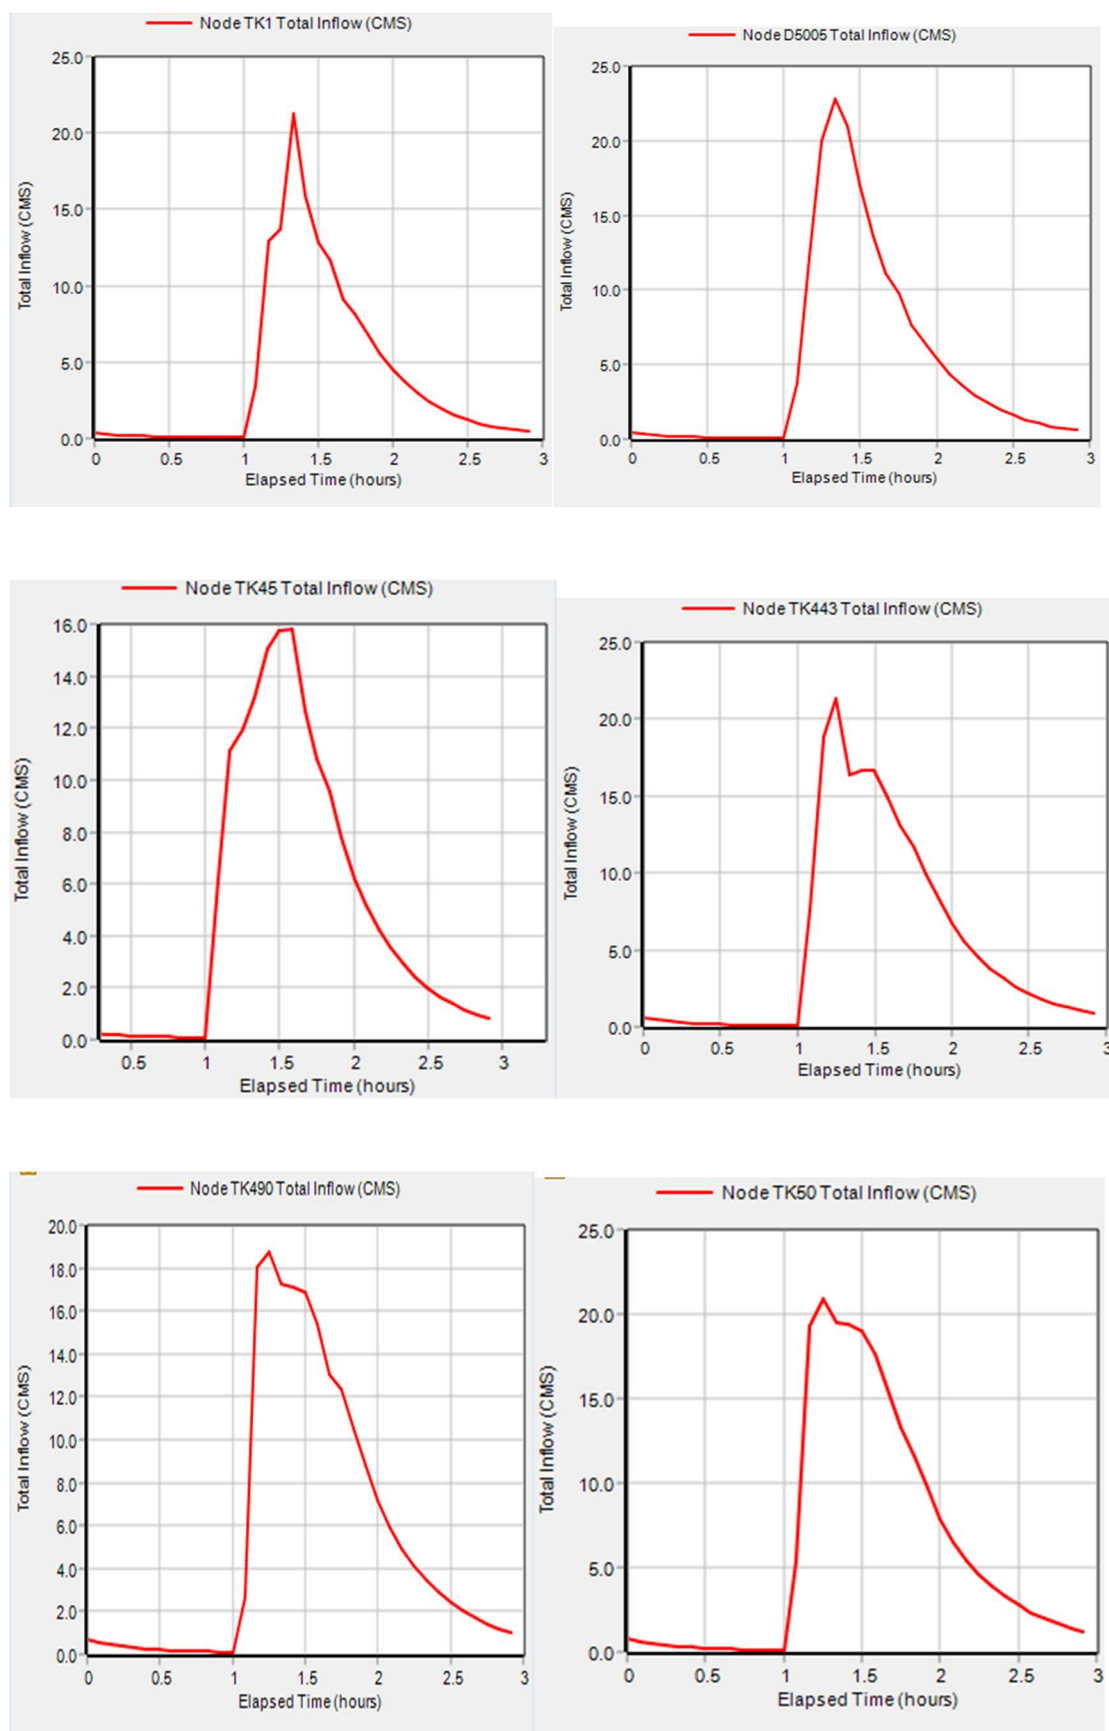 Node TK1 Total Inflow (CMS)
25.0
20.0
15.0
10.0
5.0
0.0
Total Inflow (CMS)
0 0.5 1 1.5 2 2.5 3
Elapsed Time (hours)
Node D5005 Total Inflow (CMS)
25.0
20.0
15.0
10.0
5.0
0.0
Total Inflow (CMS)
0 0.5 1 1.5 2 2.5 3
Elapsed Time (hours)
Node TK45 Total Inflow (CMS)
16.0
14.0
12.0
10.0
8.0
6.0
4.0
2.0
0.0
Total Inflow (CMS)
0.5 1 1.5 2 2.5 3
Elapsed Time (hours)
Node TK443 Total Inflow (CMS)
25.0
20.0
15.0
10.0
5.0
0.0
Total Inflow (CMS)
0 0.5 1 1.5 2 2.5 3
Elapsed Time (hours)
Node TK490 Total Inflow (CMS)
20.0
18.0
16.0
14.0
12.0
10.0
8.0
6.0
4.0
2.0
0.0
Total Inflow (CMS)
0 0.5 1 1.5 2 2.5 3
Elapsed Time (hours)
Node TK50 Total Inflow (CMS)
25.0
20.0
15.0
10.0
5.0
0.0
Total Inflow (CMS)
0 0.5 1 1.5 2 2.5 3
Elapsed Time (hours)